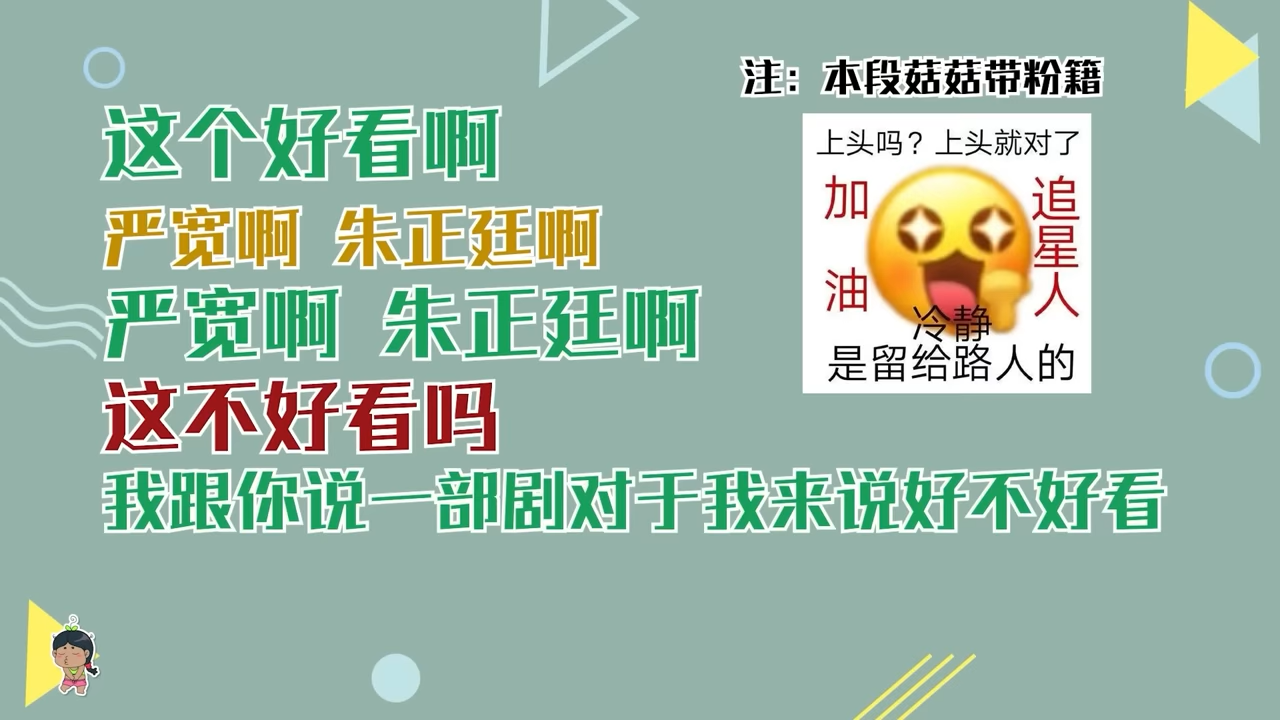 注：本段菇菇带粉籍
这个好看啊
严宽啊 朱正廷啊
严宽啊 朱正廷啊
这不好看吗
我跟你说一部剧对于我来说好不好看
上头吗？上头就对了
加油
追星人
冷静
是留给路人的